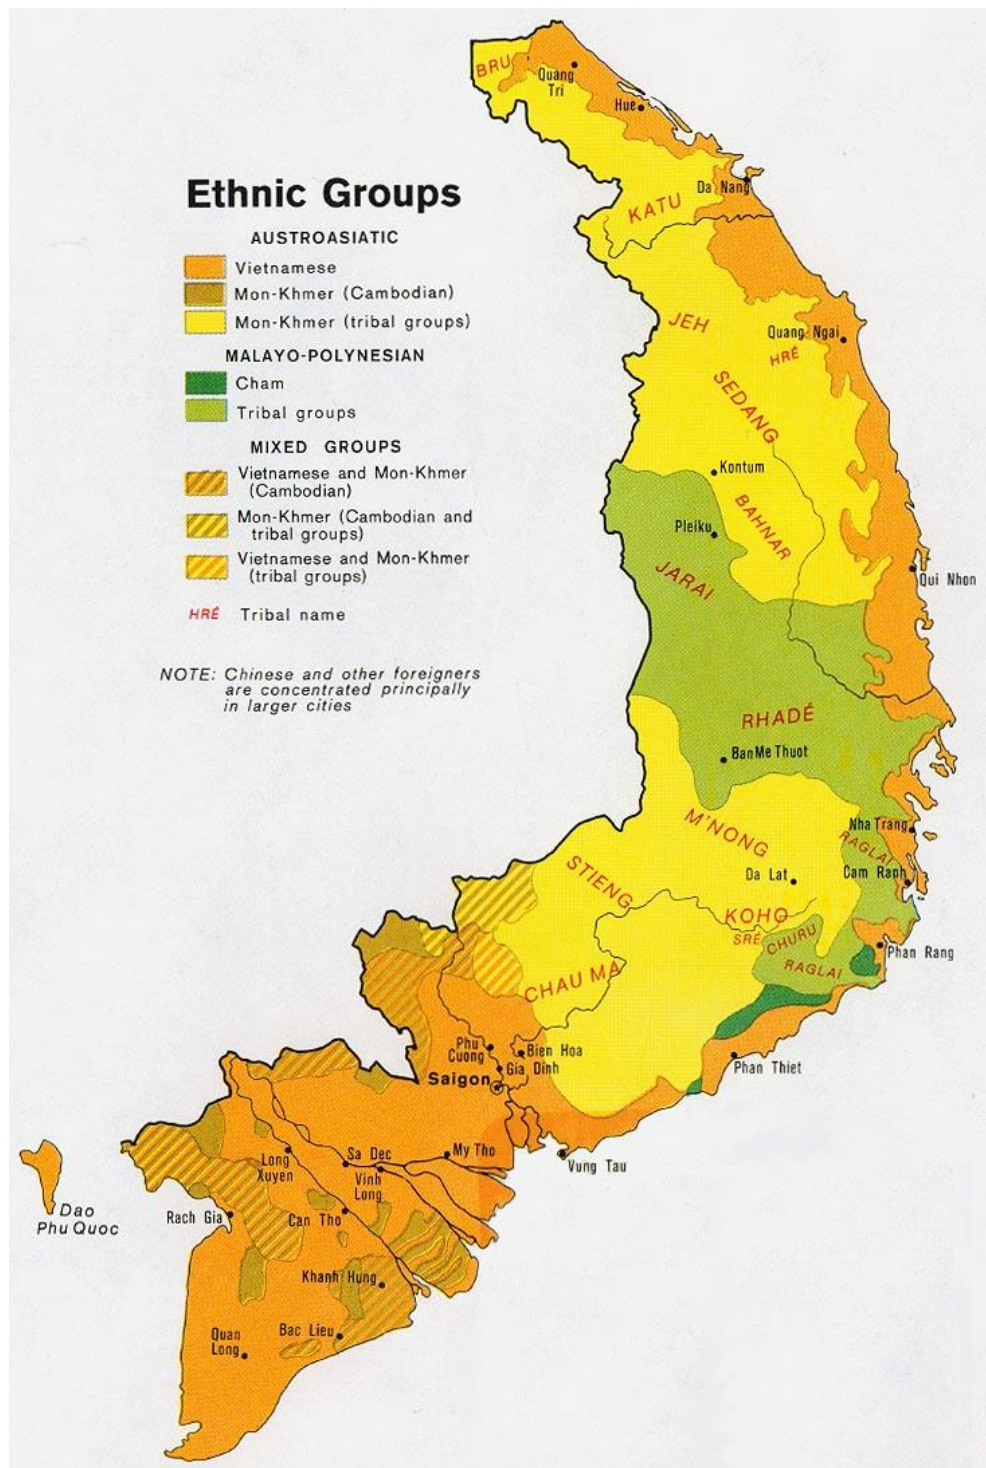 Ethnic Groups
AUSTROASIATIC
Vietnamese
Mon-Khmer (Cambodian)
Mon-Khmer (tribal groups)
MALAYO-POLYNESIAN
Cham
Tribal groups
MIXED GROUPS
Vietnamese and Mon-Khmer
(Cambodian)
Mon-Khmer (Cambodian and
tribal groups)
Vietnamese and Mon-Khmer
(tribal groups)
HRÉ Tribal name
NOTE: Chinese and other foreigners
are concentrated principally
in larger cities
BRU
Quang
Tri
Hue
Da Nang
KATU
JEH
Quang Ngai
HRÉ
SEDANG
Kontum
BAHNAR
Pleiku
JARAI
Qui Nhon
RHADÉ
BanMe Thuot
M'NONG
Nha Trang
RAGLAI
Cam Ranh
STIENG
Da Lat
KOHO
SRÉ
CHURU
RAGLAI
Phan Rang
CHAU MA
Phu
Cuong
Bien Hoa
Gia Dinh
Saigon
Phan Thiet
My Tho
Vung Tau
Long
Xuyen
Sa Dec
Vinh
Long
Dao
Phu Quoc
Rach Gia
Can Tho
Khanh Hung
Quan
Long
Bac Lieu